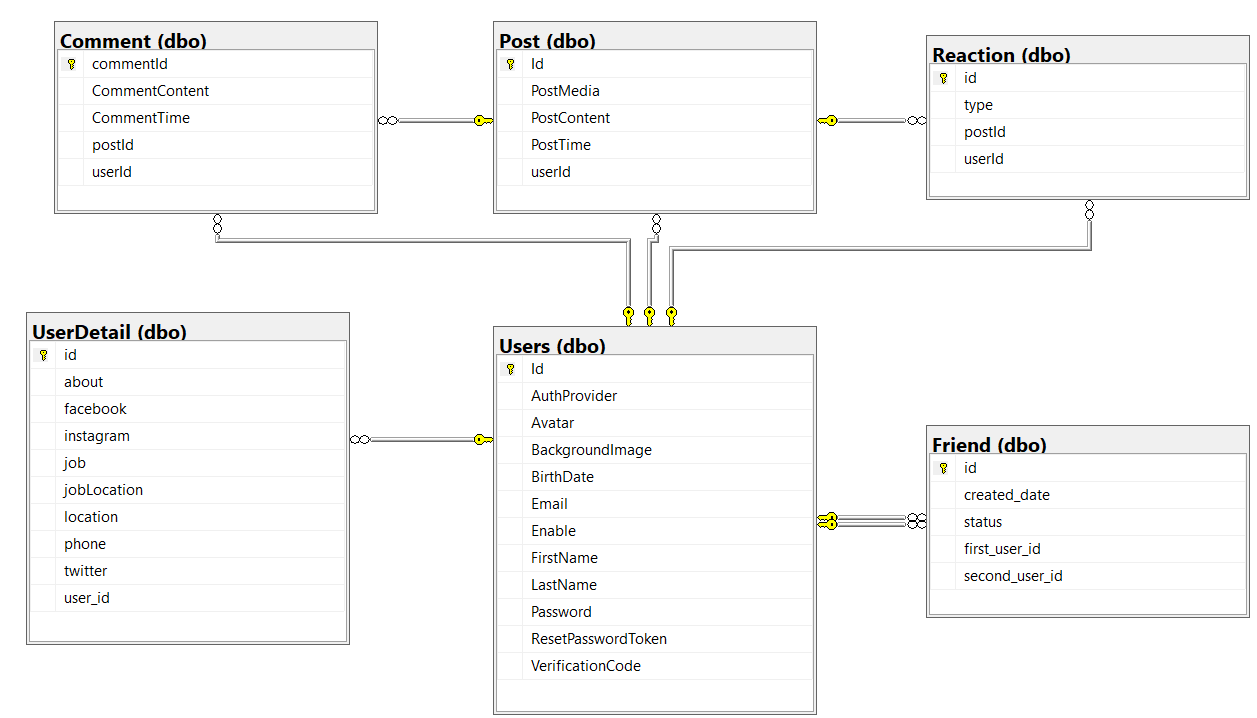 Comment (dbo)
commentId
CommentContent
CommentTime
postId
userId
Post (dbo)
Id
PostMedia
PostContent
PostTime
userId
Reaction (dbo)
id
type
postId
userId
UserDetail (dbo)
id
about
facebook
instagram
job
jobLocation
location
phone
twitter
user_id
Users (dbo)
Id
AuthProvider
Avatar
BackgroundImage
BirthDate
Email
Enable
FirstName
LastName
Password
ResetPasswordToken
VerificationCode
Friend (dbo)
id
created_date
status
first_user_id
second_user_id